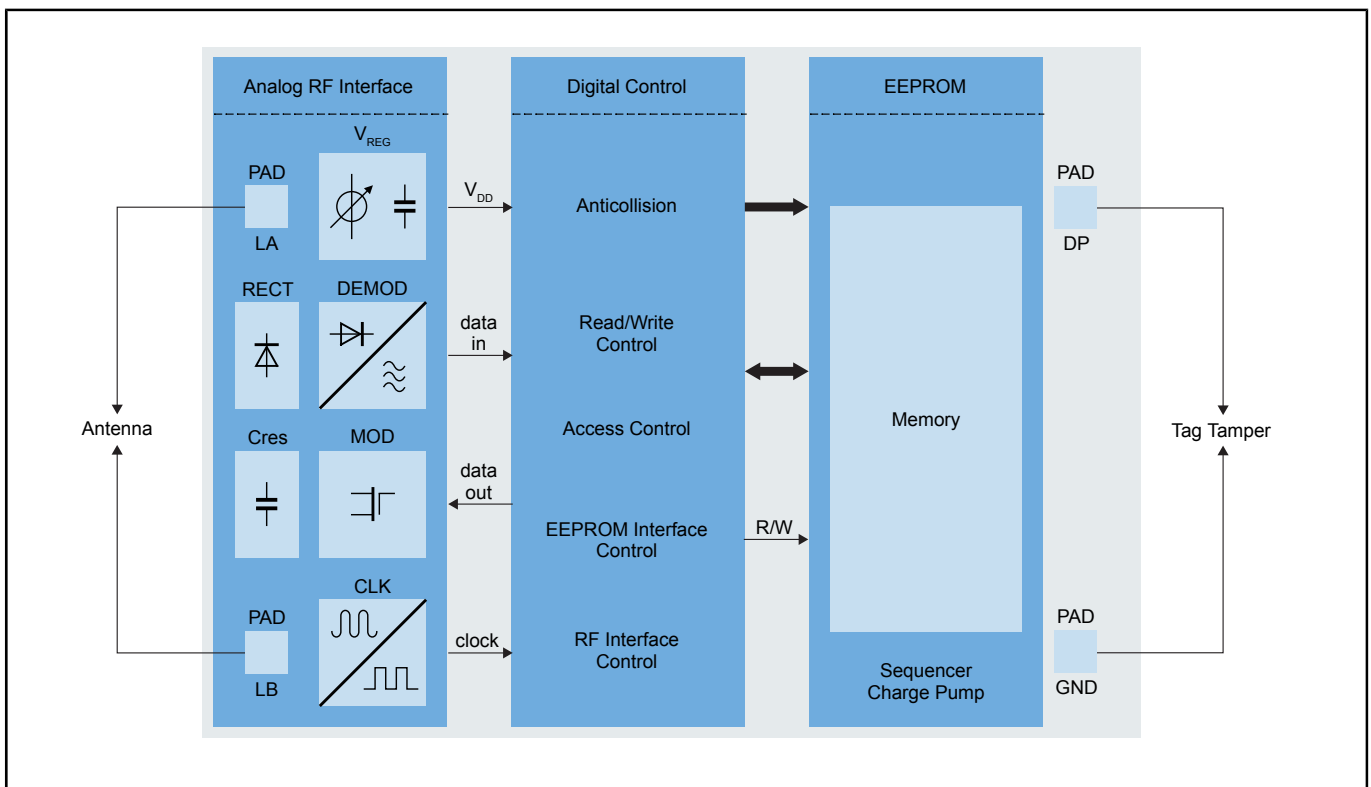 Analog RF Interface
Digital Control
EEPROM
V_REG
PAD
LA
V_DD
Anticollision
PAD
DP
RECT
DEMOD
data
in
Read/Write
Control
Antenna
Cres
MOD
data
out
Access Control
Memory
Tag Tamper
EEPROM Interface
Control
R/W
CLK
PAD
LB
clock
RF Interface
Control
Sequencer
Charge Pump
PAD
GND